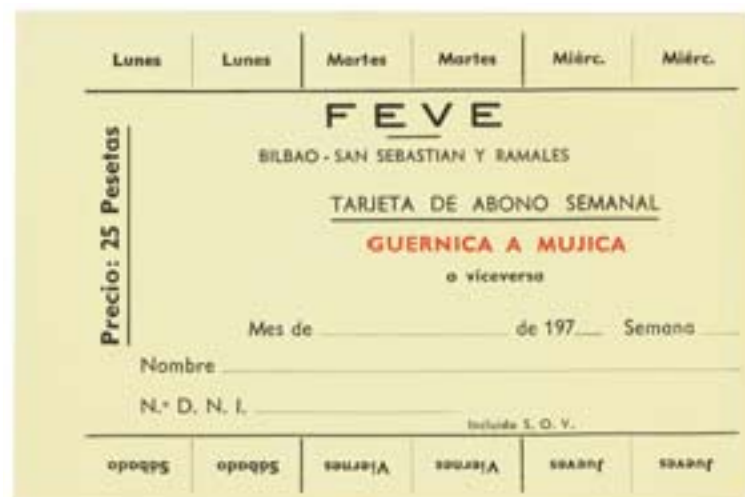 Lunes Lunes Martes Martes Miérc. Miérc.
FEVE
BILBAO - SAN SEBASTIAN Y RAMALES
Precio: 25 Pesetas
TARJETA DE ABONO SEMANAL
GUERNICA A MUJICA
o viceversa
Mes de de 197 Semana
Nombre
N.º D. N. I.
Incluido S. O. V.
Sábado Sábado Viernes Viernes Jueves Jueves